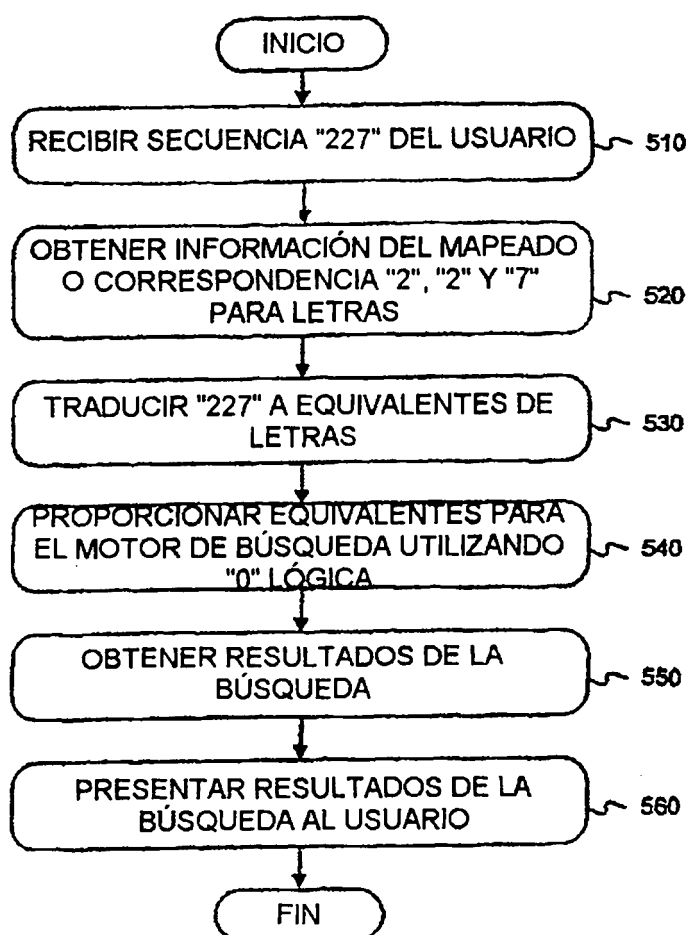 INICIO
RECIBIR SECUENCIA "227" DEL USUARIO
510
OBTENER INFORMACIÓN DEL MAPEADO
O CORRESPONDENCIA "2", "2" Y "7"
PARA LETRAS
520
TRADUCIR "227" A EQUIVALENTES DE
LETRAS
530
PROPORCIONAR EQUIVALENTES PARA
EL MOTOR DE BÚSQUEDA UTILIZANDO
"0" LÓGICA
540
OBTENER RESULTADOS DE LA
BÚSQUEDA
550
PRESENTAR RESULTADOS DE LA
BÚSQUEDA AL USUARIO
560
FIN